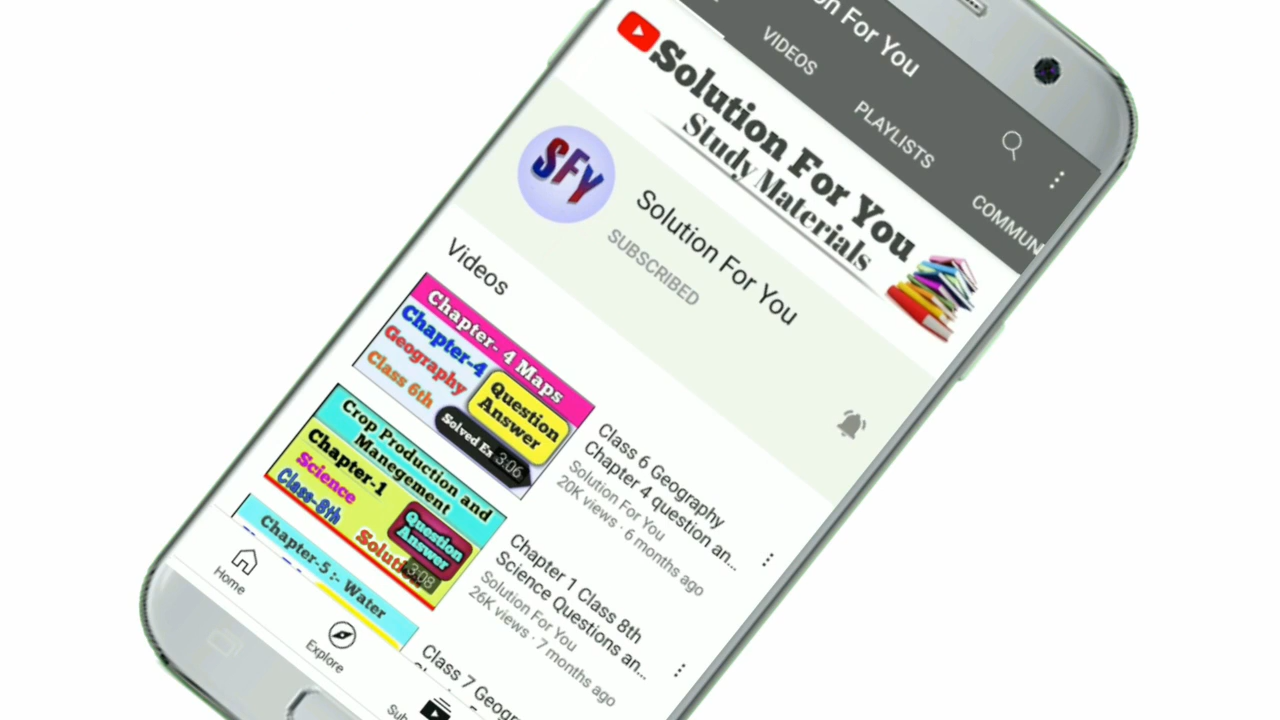 on For You
VIDEOS
PLAYLISTS
COMMUN
Solution For You
Study Materials
SFY
Solution For You
SUBSCRIBED
Videos
Chapter- 4 Maps
Chapter-4
Geography
Class 6th
Question
Answer
Solved Ex
3:06
Class 6 Geography
Chapter 4 question an...
Solution For You
20K views · 6 months ago
Crop Production and
Manegement
Chapter-1
Science
Class-8th
Question
Answer
Solution
3:08
Chapter 1 Class 8th
Science Questions an...
Solution For You
26K views · 7 months ago
Chapter-5 :- Water
Class 7 Geogr
Home
Explore
Sub